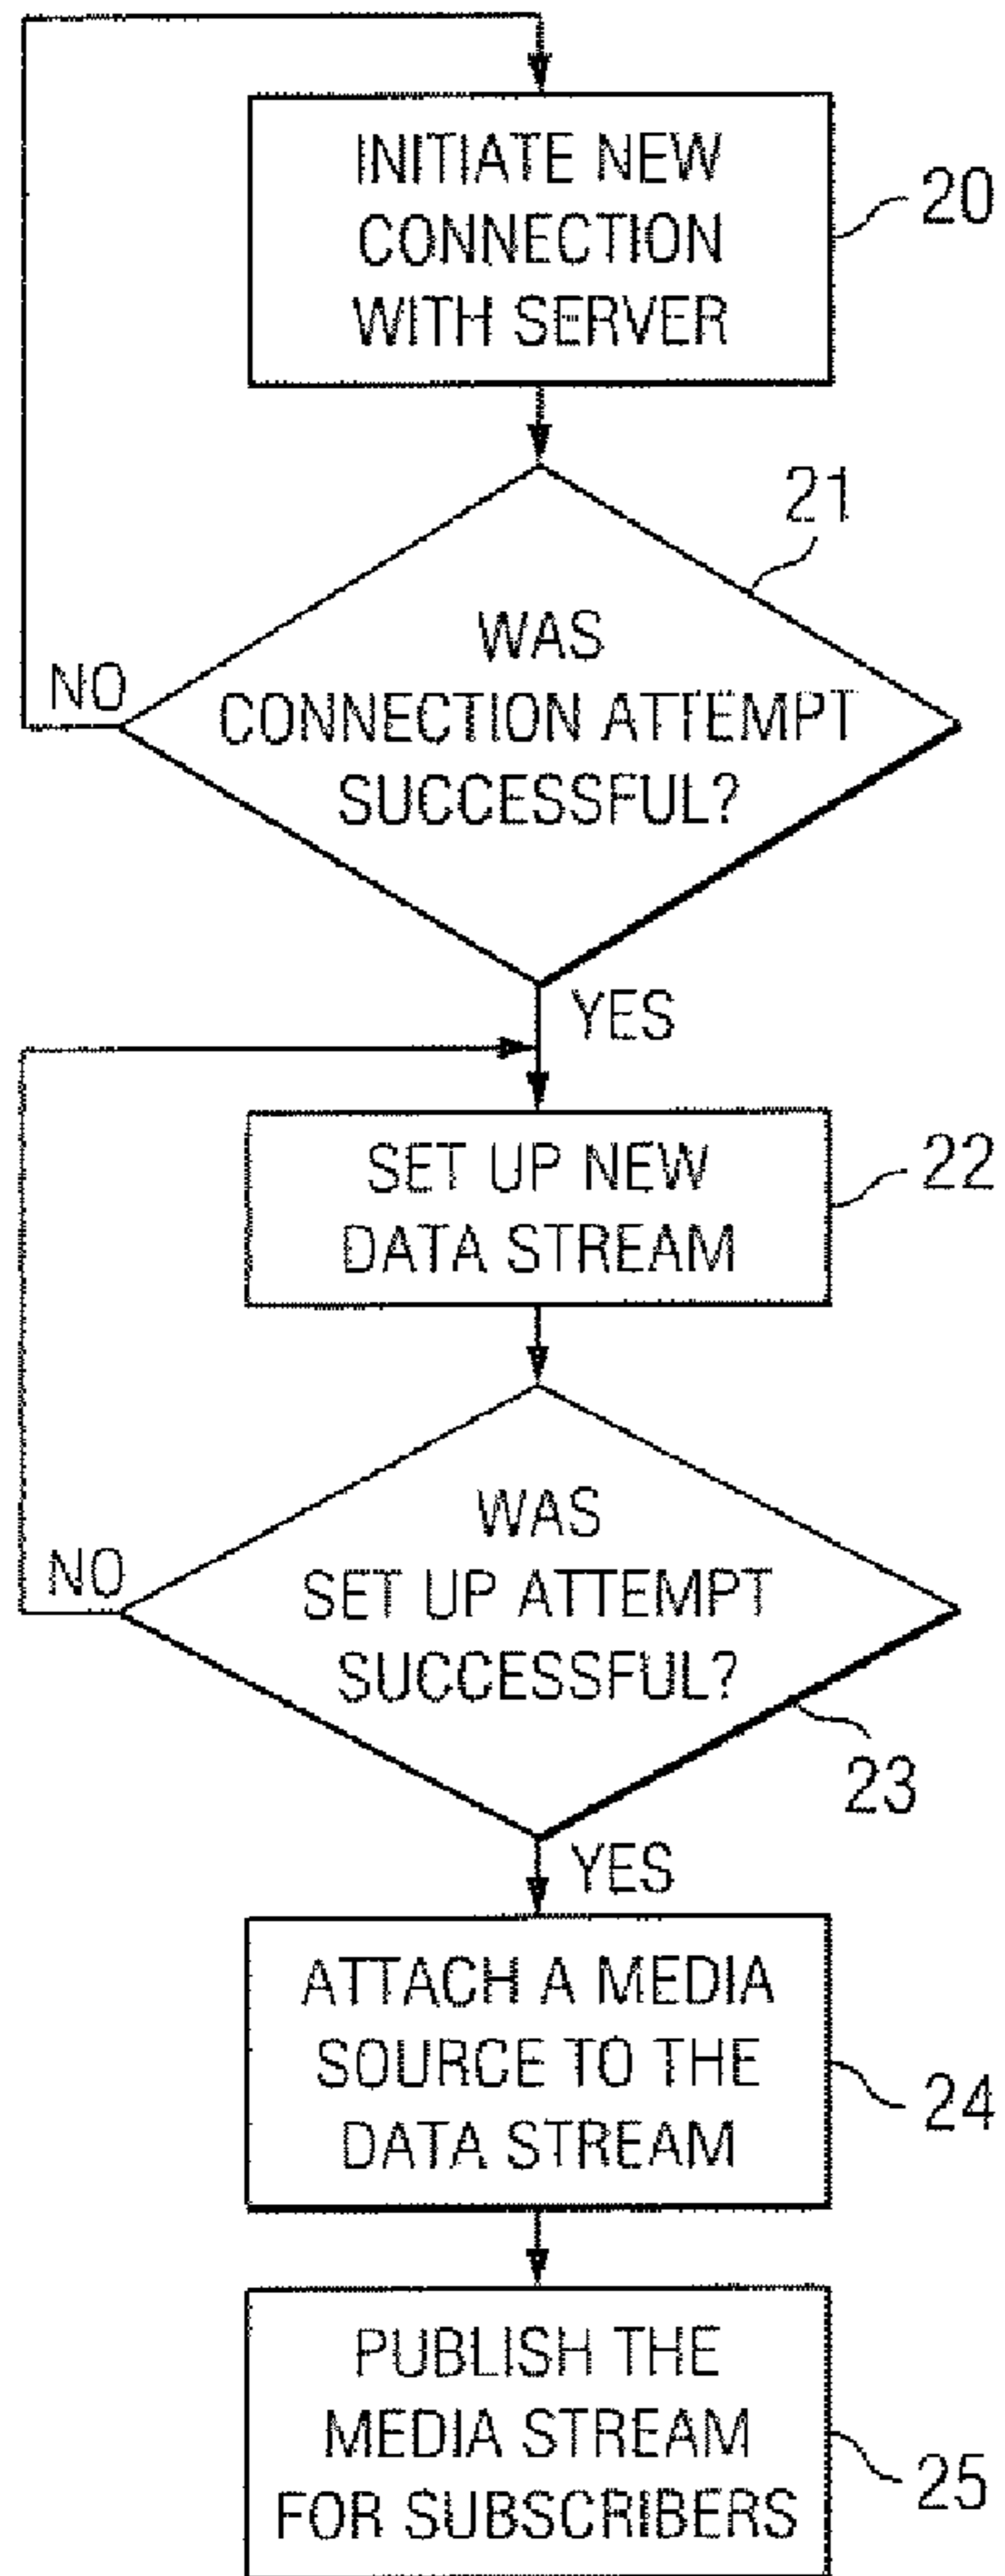 INITIATE NEW
CONNECTION
WITH SERVER
20
21
WAS
CONNECTION ATTEMPT
SUCCESSFUL?
NO
YES
SET UP NEW
DATA STREAM
22
WAS
SET UP ATTEMPT
SUCCESSFUL?
NO
23
YES
ATTACH A MEDIA
SOURCE TO THE
DATA STREAM
24
PUBLISH THE
MEDIA STREAM
FOR SUBSCRIBERS
25